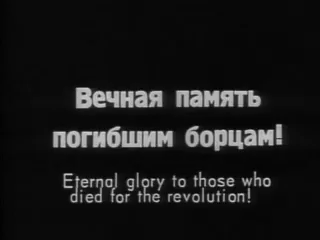 Вечная память
погибшим борцам!
Eternal glory to those who
died for the revolution!